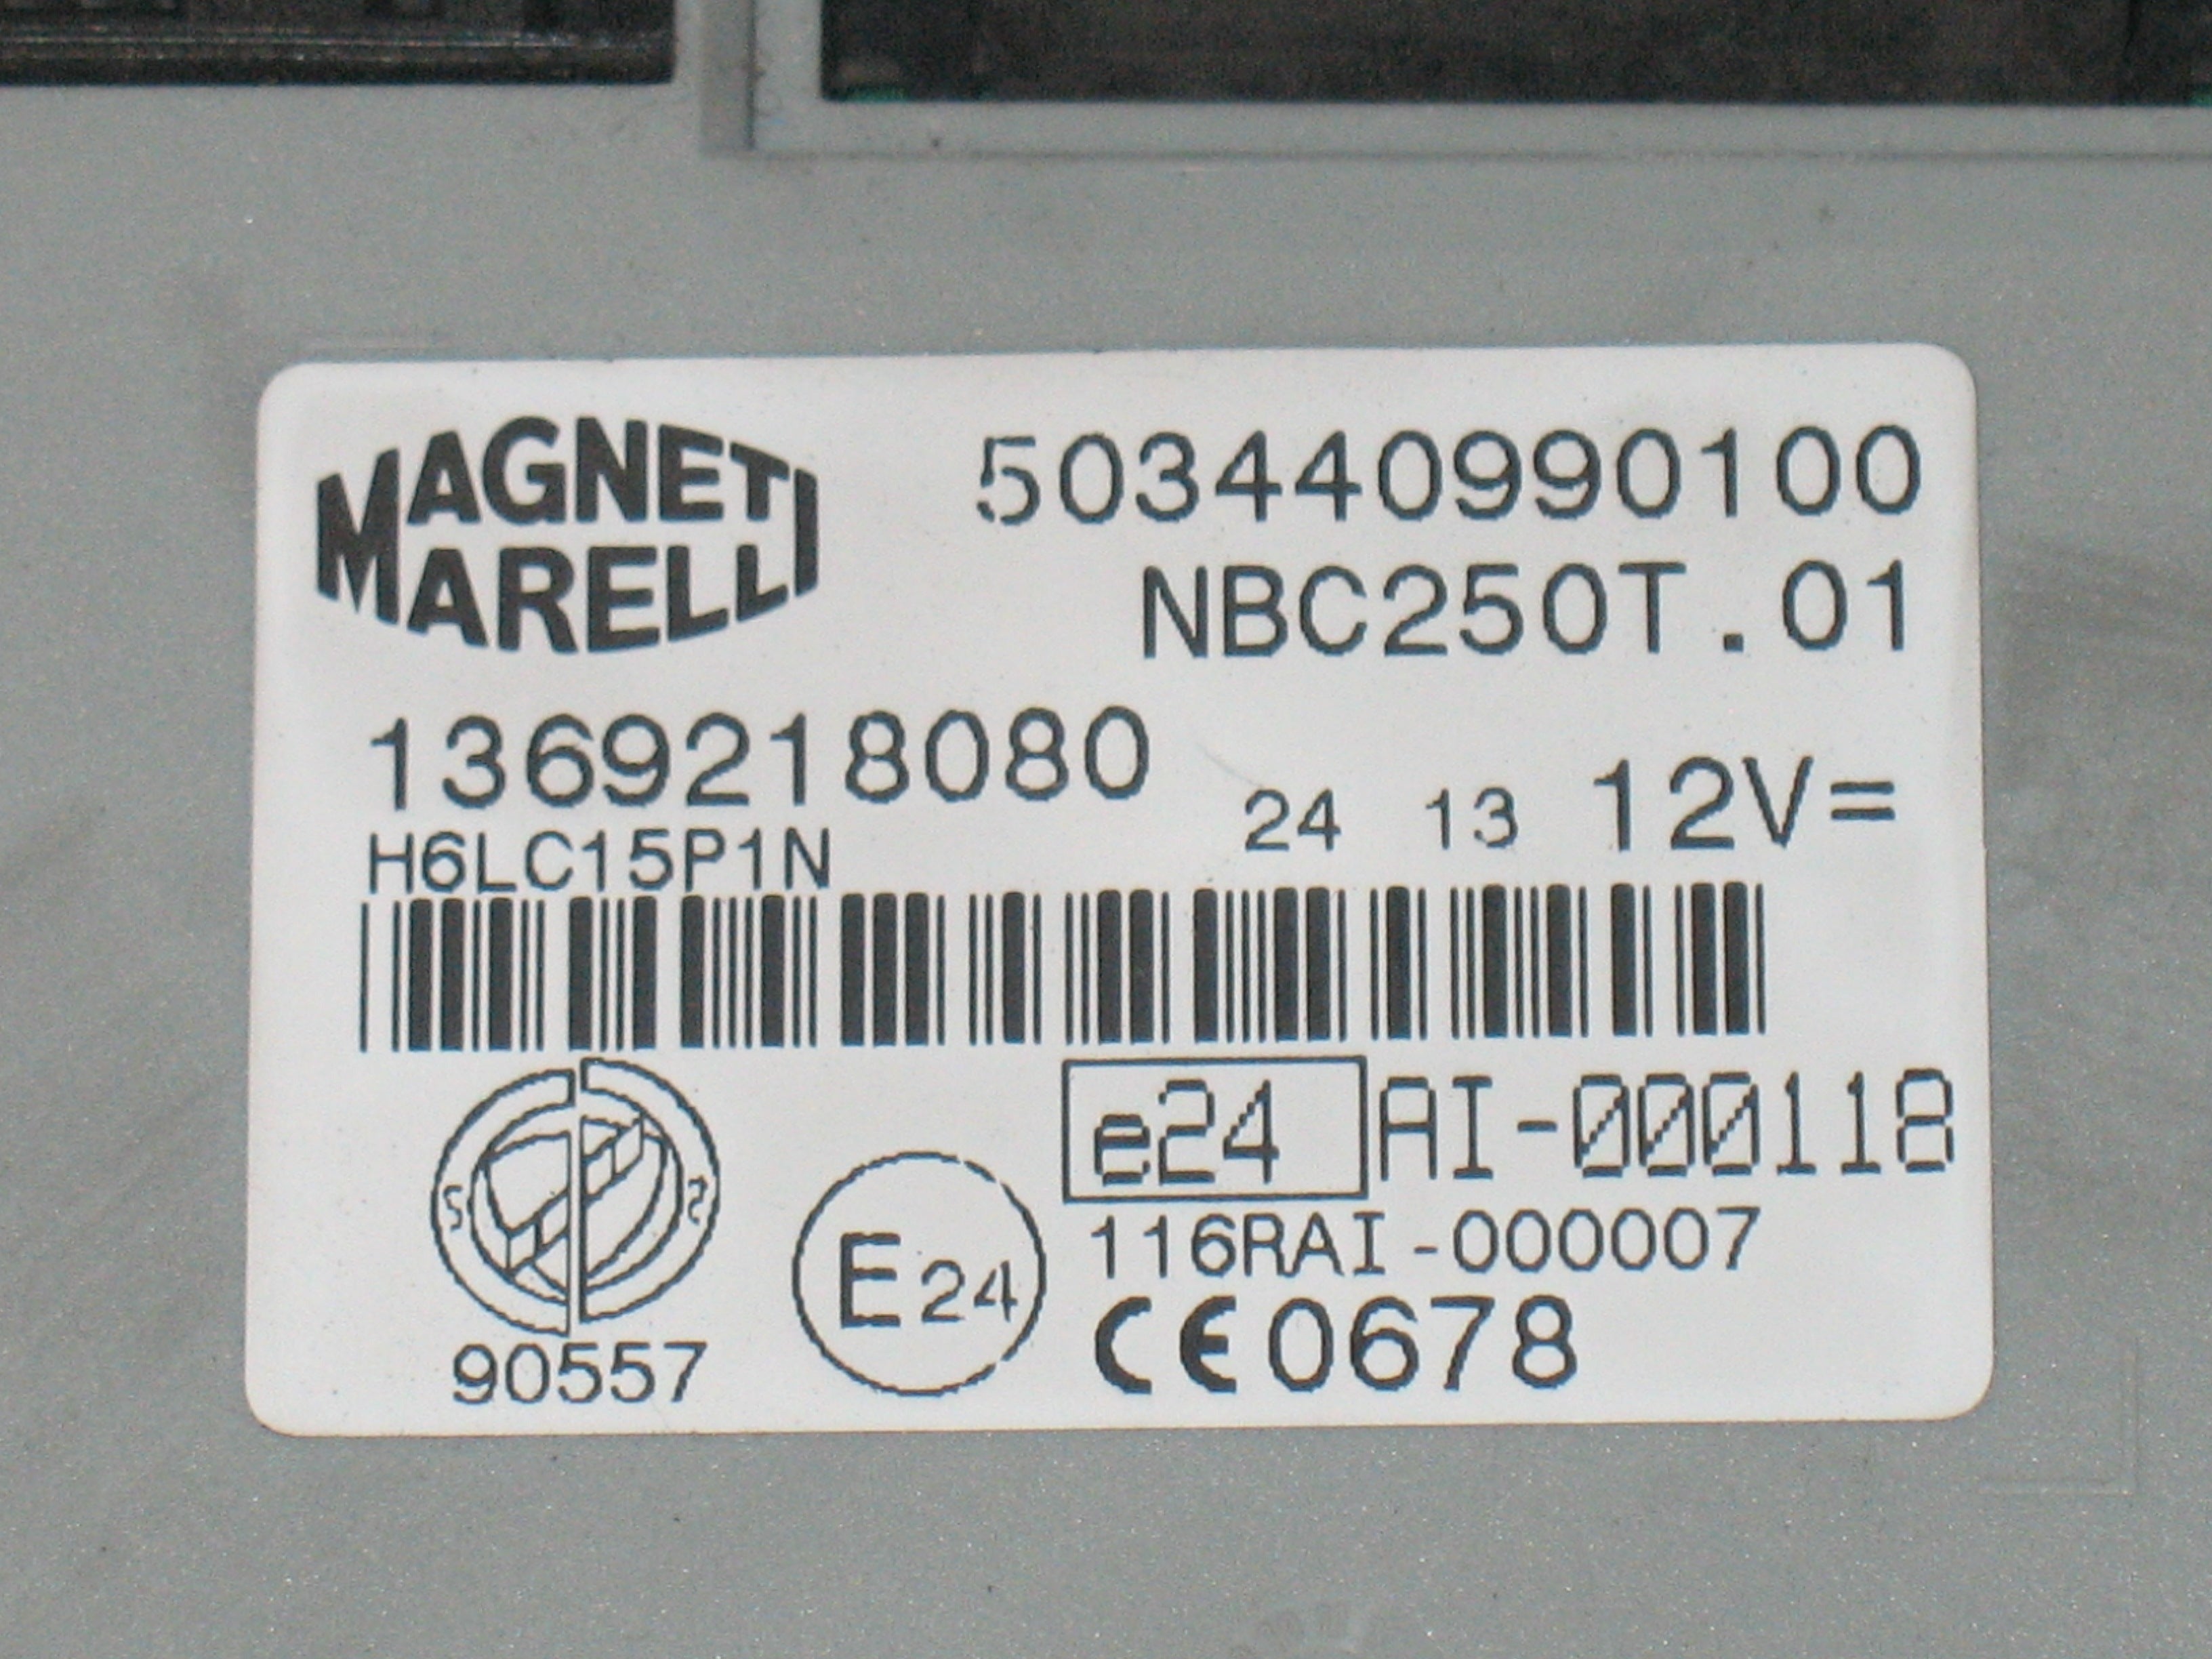 MAGNETI
MARELLI
503440990100
NBC250T.01
1369218080
24 13 12V=
H6LC15P1N
e24 AI-000118
116RAI-000007
E24
CE0678
90557